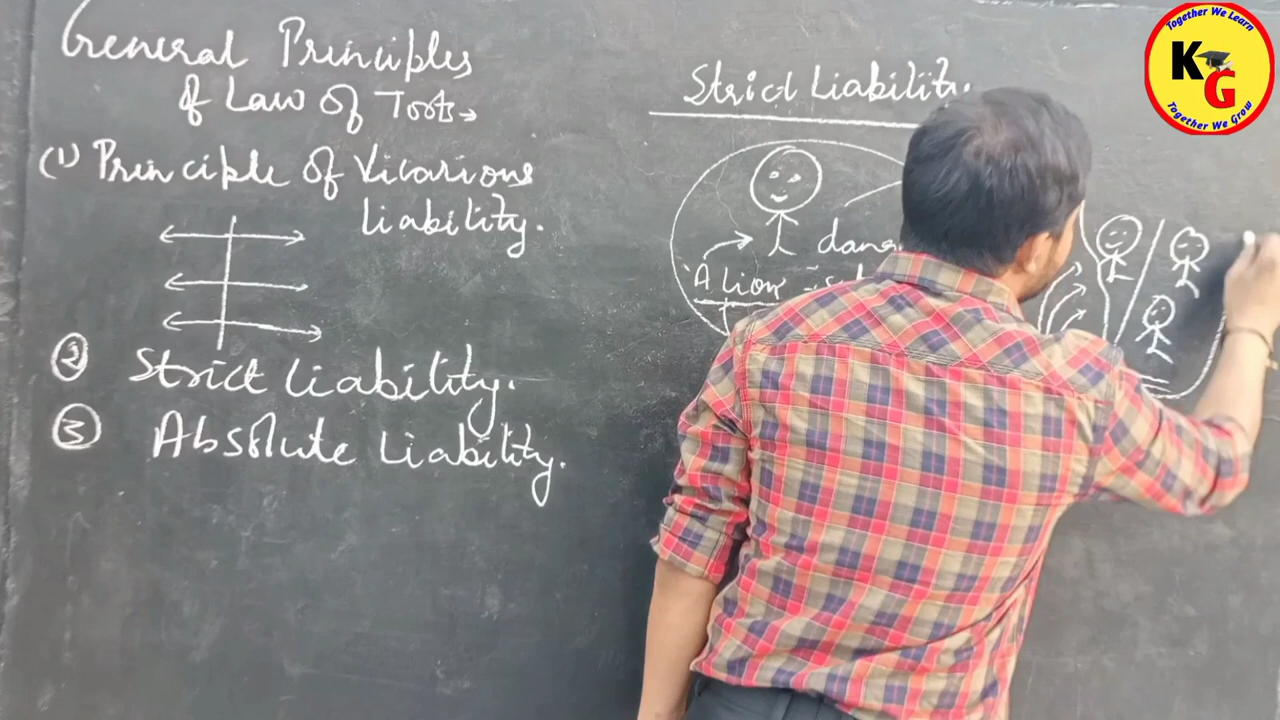 General Principles
of Law of Torts→
(1) Principle of Vicarious
liability.
② Strict liability.
③ Absolute Liability.
Strict Liability
'A
Together We Learn
KG
Together We Grow